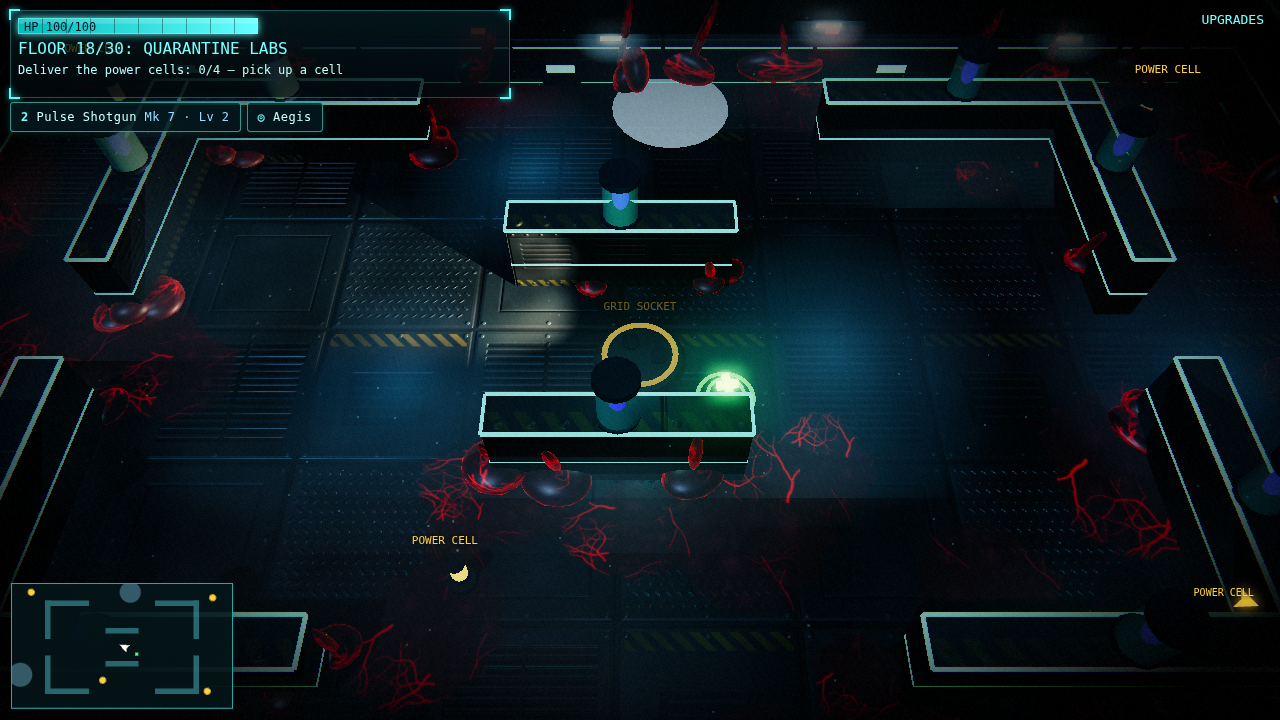 HP 100/100
UPGRADES
FLOOR 18/30: QUARANTINE LABS
Deliver the power cells: 0/4 — pick up a cell
POWER CELL
2 Pulse Shotgun Mk 7 · Lv 2
◎ Aegis
GRID SOCKET
POWER CELL
POWER CELL